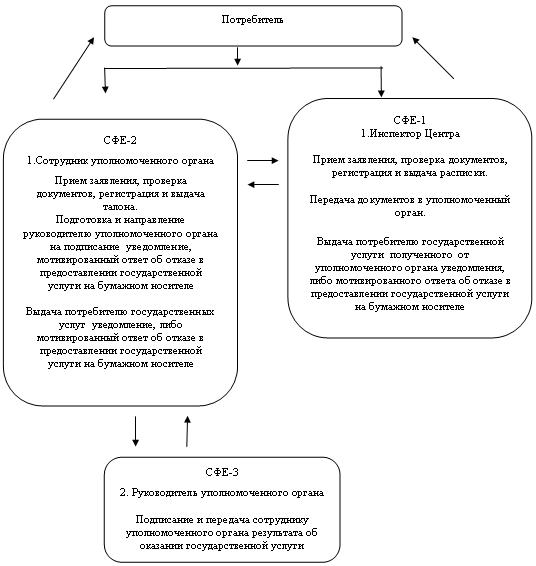 Потребитель
СФЕ-2
1.Сотрудник уполномоченного органа
Прием заявления, проверка
документов, регистрация и выдача
талона.
Подготовка и направление
руководителю уполномоченного органа
на подписание уведомление,
мотивированный ответ об отказе в
предоставлении государственной
услуги на бумажном носителе
Выдача потребителю государственных
услуг уведомление, либо
мотивированный ответ об отказе в
предоставлении государственной
услуги на бумажном носителе
СФЕ-1
1.Инспектор Центра
Прием заявления, проверка документов,
регистрация и выдача расписки.
Передача документов в уполномоченный
орган.
Выдача потребителю государственной
услуги полученного от
уполномоченного органа уведомления,
либо мотивированного ответа об отказе в
предоставлении государственной услуги
на бумажном носителе
СФЕ-3
2. Руководитель уполномоченного органа
Подписание и передача сотруднику
уполномоченного органа результата об
оказании государственной услуги